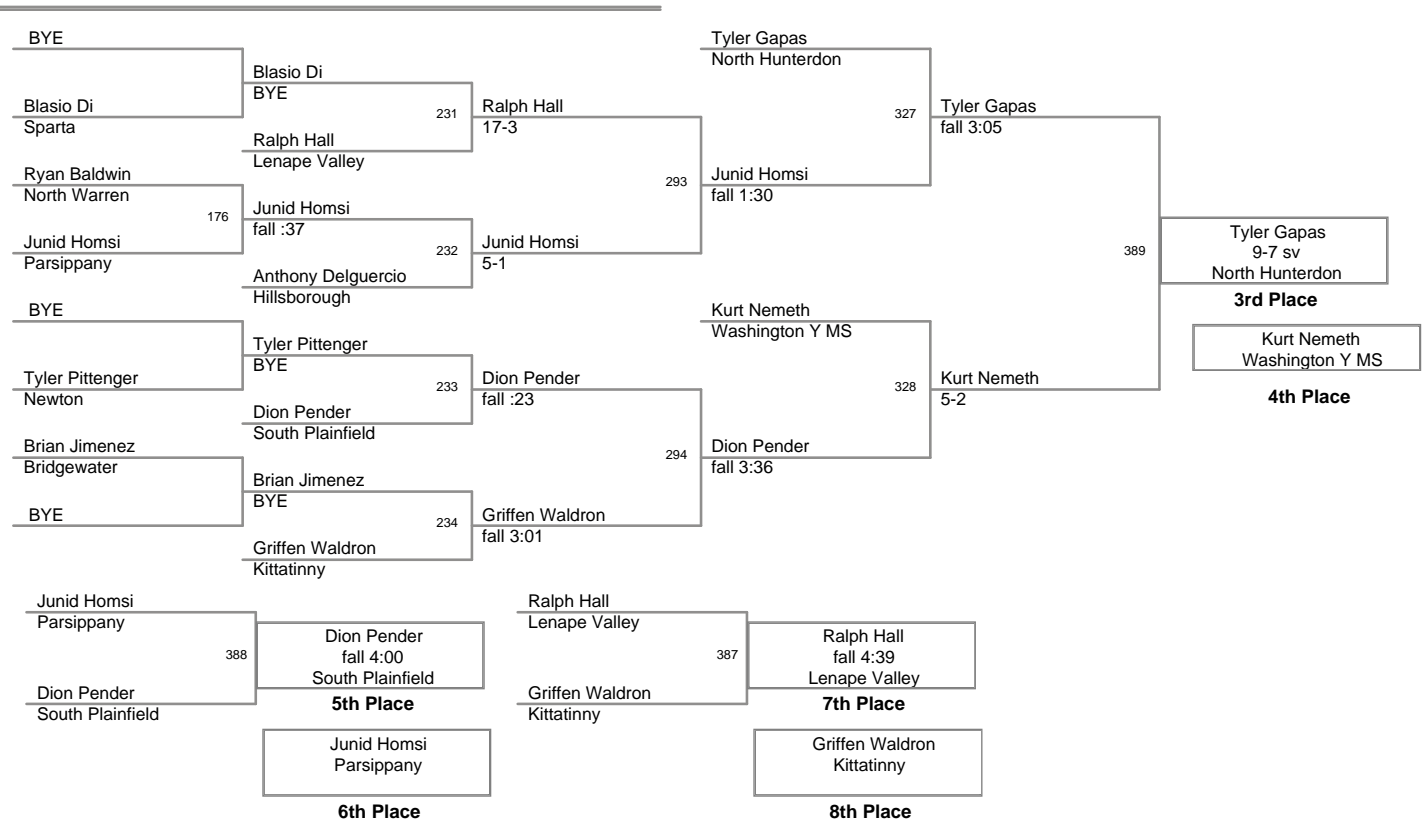 BYE
Blasio Di
Sparta
Ryan Baldwin
North Warren
Junid Homsi
Parsippany
BYE
Tyler Pittenger
Newton
Brian Jimenez
Bridgewater
BYE
Blasio Di
BYE
Ralph Hall
Lenape Valley
176
Junid Homsi
fall :37
Anthony Delguercio
Hillsborough
Tyler Pittenger
BYE
Dion Pender
South Plainfield
Brian Jimenez
BYE
Griffen Waldron
Kittatinny
231
Ralph Hall
17-3
232
Junid Homsi
5-1
233
Dion Pender
fall :23
234
Griffen Waldron
fall 3:01
Tyler Gapas
North Hunterdon
293
Junid Homsi
fall 1:30
Kurt Nemeth
Washington Y MS
294
Dion Pender
fall 3:36
327
Tyler Gapas
fall 3:05
328
Kurt Nemeth
5-2
389
Tyler Gapas
9-7 sv
North Hunterdon
3rd Place
Kurt Nemeth
Washington Y MS
4th Place
Junid Homsi
Parsippany
388
Dion Pender
South Plainfield
Dion Pender
fall 4:00
South Plainfield
5th Place
Junid Homsi
Parsippany
6th Place
Ralph Hall
Lenape Valley
387
Griffen Waldron
Kittatinny
Ralph Hall
fall 4:39
Lenape Valley
7th Place
Griffen Waldron
Kittatinny
8th Place